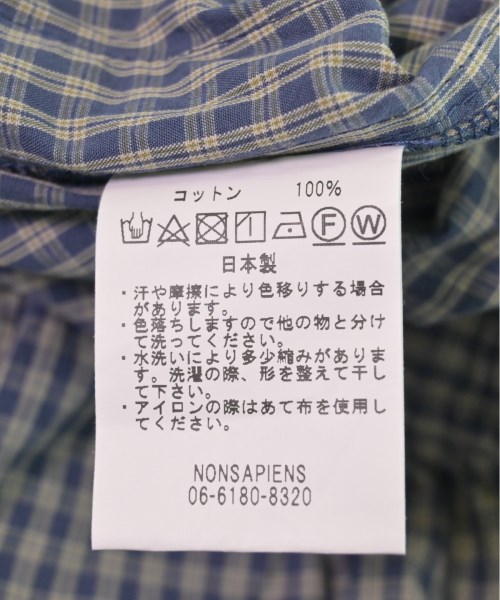 コットン 100%
F W
日本製
・汗や摩擦により色移りする場合
があります。
・色落ちしますので他の物と分け
て洗ってください。
・水洗いにより多少縮みがありま
す。洗濯の際、形を整えて干し
て下さい。
・アイロンの際はあて布を使用し
てください。
NONSAPIENS
06-6180-8320